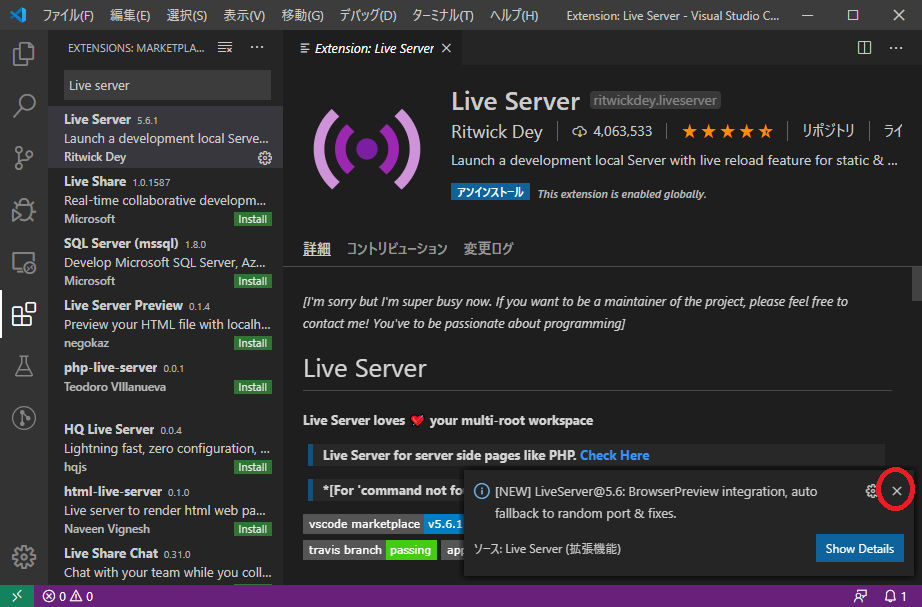 ファイル(F) 編集(E) 選択(S) 表示(V) 移動(G) デバッグ(D) ターミナル(T) ヘルプ(H) Extension: Live Server - Visual Studio C...
EXTENSIONS: MARKETPLA...
Live server
Live Server 5.6.1
Launch a development local Serve...
Ritwick Dey
Live Share 1.0.1587
Real-time collaborative developm...
Microsoft Install
SQL Server (mssql) 1.8.0
Develop Microsoft SQL Server, Az...
Microsoft Install
Live Server Preview 0.1.4
Preview your HTML file with localh...
negokaz Install
php-live-server 0.0.1
Teodoro VIllanueva Install
HQ Live Server 0.0.4
Lightning fast, zero configuration, ...
hqjs Install
html-live-server 0.1.0
Live server to render html web pa...
Naveen Vignesh Install
Live Share Chat 0.31.0
Chat with your team while you coll...
Extension: Live Server
Live Server ritwickdey.liveserver
Ritwick Dey 4,063,533 リポジトリ ライ
Launch a development local Server with live reload feature for static & ...
アンインストール This extension is enabled globally.
詳細 コントリビューション 変更ログ
[I'm sorry but I'm super busy now. If you want to be a maintainer of the project, please feel free to
contact me! You've to be passionate about programming]
Live Server
Live Server loves ❤️ your multi-root workspace
Live Server for server side pages like PHP. Check Here
*[For 'command not fo
vscode marketplace v5.6.1
travis branch passing app
[NEW] LiveServer@5.6: BrowserPreview integration, auto
fallback to random port & fixes.
ソース: Live Server (拡張機能) Show Details
0 0 1